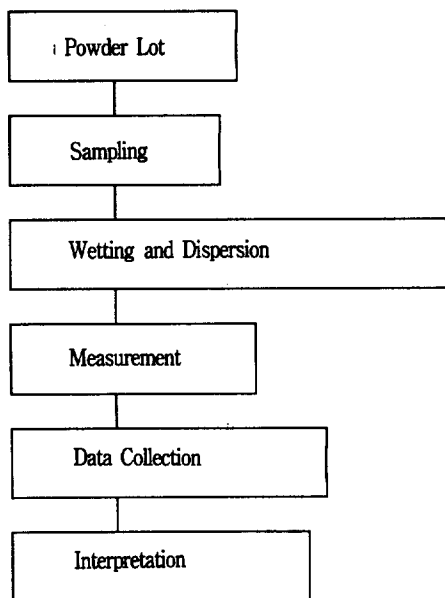 Powder Lot
Sampling
Wetting and Dispersion
Measurement
Data Collection
Interpretation